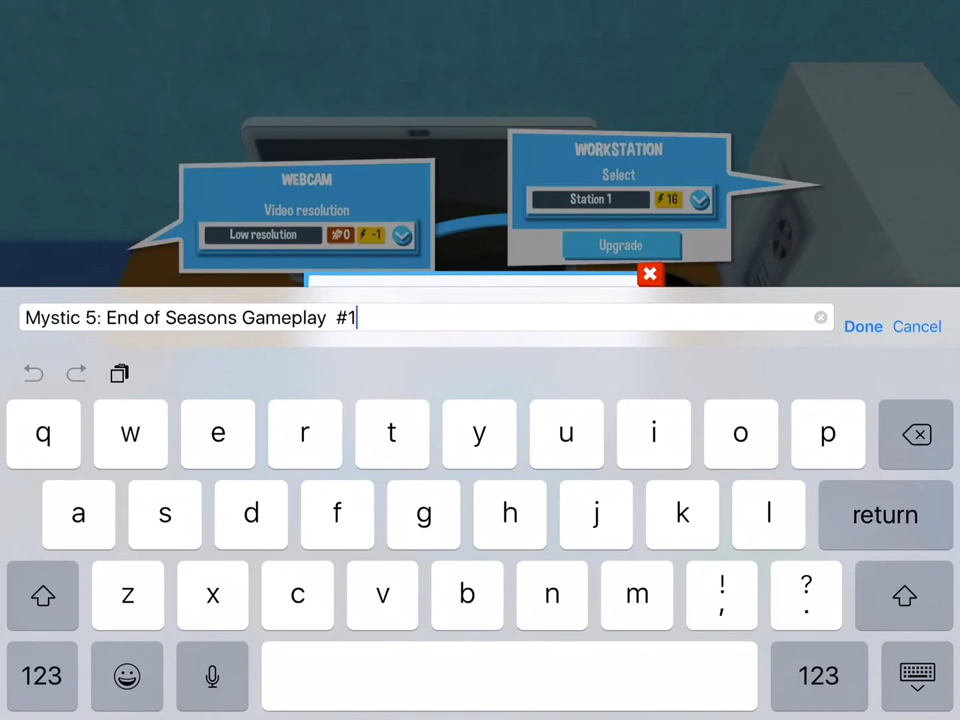 WORKSTATION
Select
Station 1 16
Upgrade
WEBCAM
Video resolution
Low resolution 0 -1
Mystic 5: End of Seasons Gameplay  #1
Done Cancel
q w e r t y u i o p
a s d f g h j k l return
z x c v b n m ! , ? .
123 123